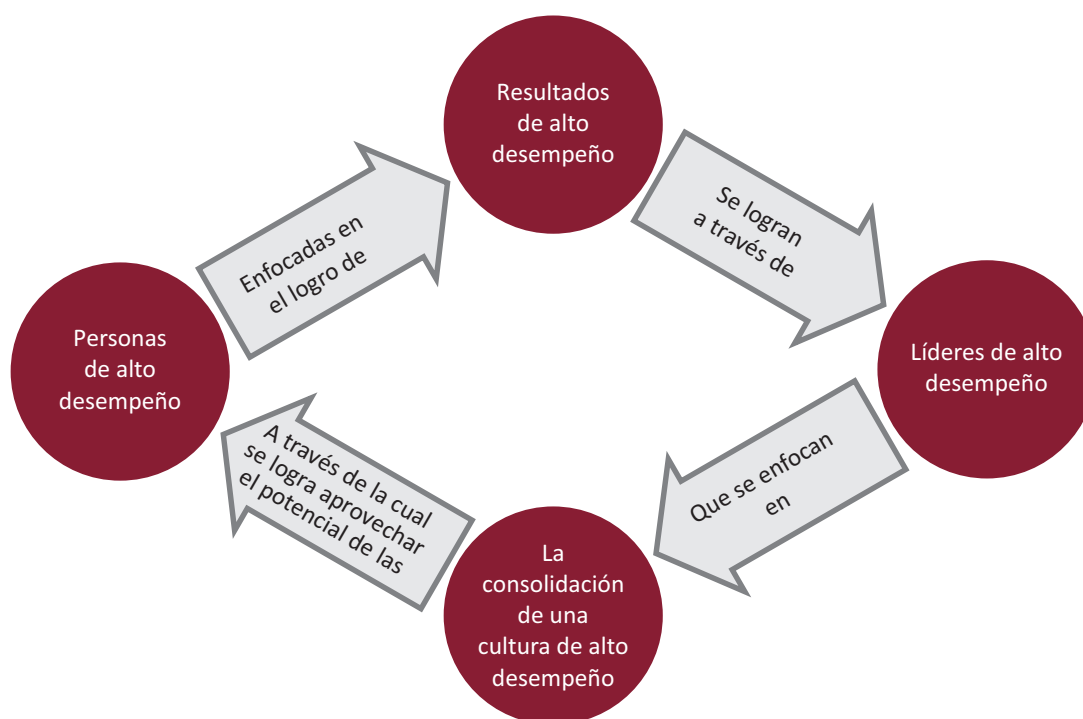 Resultados
de alto
desempeño
Se logran
a través de
Líderes de alto
desempeño
Que se enfocan
en
La
consolidación
de una
cultura de alto
desempeño
A través de la cual
se logra aprovechar
el potencial de las
Personas
de alto
desempeño
Enfocadas en
el logro de